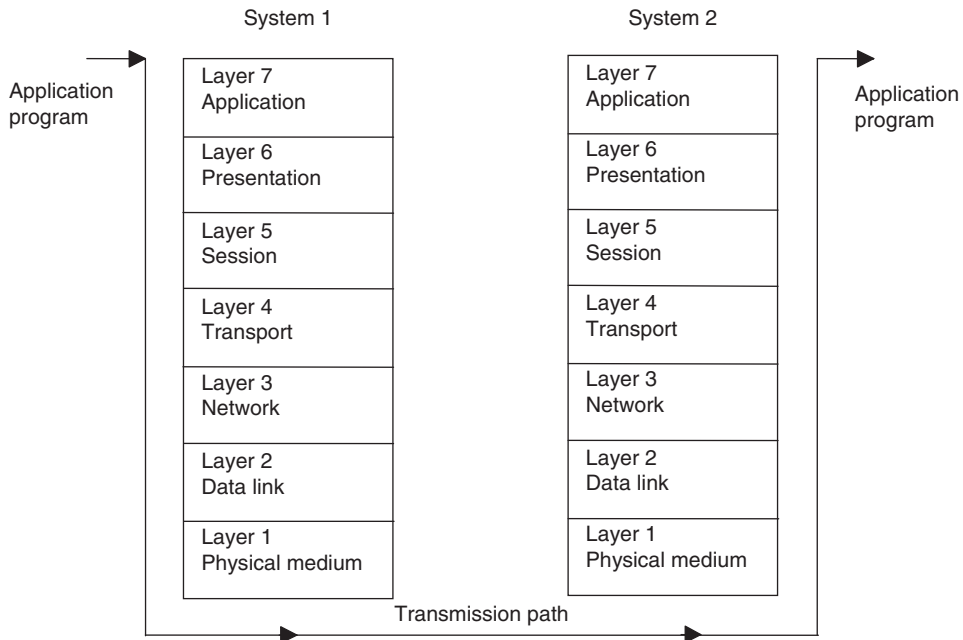 System 1
System 2
Application
program
Layer 7
Application
Layer 6
Presentation
Layer 5
Session
Layer 4
Transport
Layer 3
Network
Layer 2
Data link
Layer 1
Physical medium
Layer 7
Application
Layer 6
Presentation
Layer 5
Session
Layer 4
Transport
Layer 3
Network
Layer 2
Data link
Layer 1
Physical medium
Application
program
Transmission path